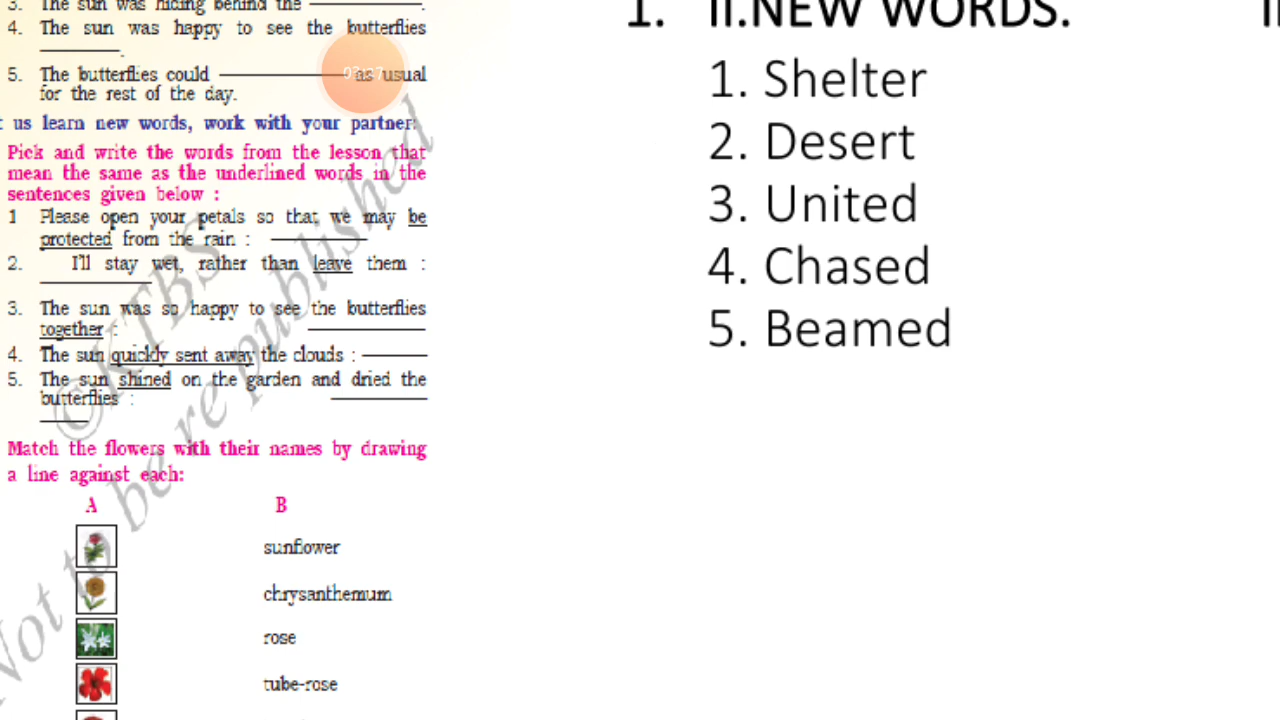 3. The sun was hiding behind the .
4. The sun was happy to see the butterflies
.
5. The butterflies could as usual
for the rest of the day.
t us learn new words, work with your partner:
Pick and write the words from the lesson that
mean the same as the underlined words in the
sentences given below :
1 Please open your petals so that we may be
protected from the rain :
2. I'll stay wet, rather than leave them :
3. The sun was so happy to see the butterflies
together :
4. The sun quickly sent away the clouds :
5. The sun shined on the garden and dried the
butterflies :
Match the flowers with their names by drawing
a line against each:
A B
sunflower
chrysanthemum
rose
tube-rose
©KTBS
Not to be re published
1. II.NEW WORDS.
1. Shelter
2. Desert
3. United
4. Chased
5. Beamed